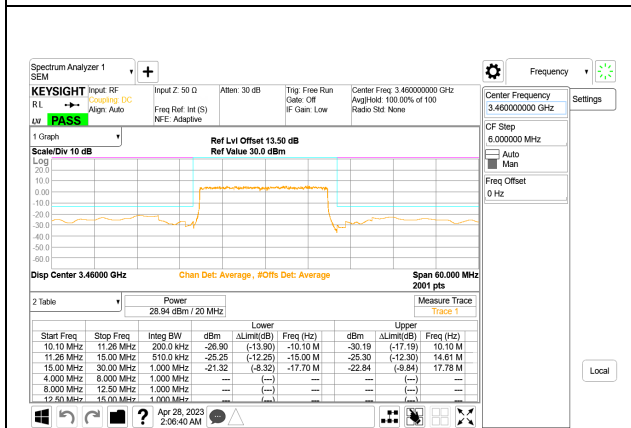 Spectrum Analyzer 1
SEM
Frequency
KEYSIGHT Input: RF Input Z: 50 Ω Atten: 30 dB Trig: Free Run Center Freq: 3.460000000 GHz
RL Coupling: DC Gate: Off Avg|Hold: 100.00% of 100
Align: Auto Freq Ref: Int (S) IF Gain: Low Radio Std: None
LXI PASS NFE: Adaptive
Center Frequency
3.460000000 GHz
Settings
CF Step
6.000000 MHz
Auto
Man
Freq Offset
0 Hz
1 Graph
Ref Lvl Offset 13.50 dB
Scale/Div 10 dB Ref Value 30.0 dBm
Log
20.0
10.0
0.00
-10.0
-20.0
-30.0
-40.0
-50.0
-60.0
Disp Center 3.46000 GHz Chan Det: Average, #Offs Det: Average Span 60.000 MHz
2001 pts
2 Table Power Measure Trace
28.94 dBm / 20 MHz Trace 1
Lower Upper
Start Freq Stop Freq Integ BW dBm ΔLimit(dB) Freq (Hz) dBm ΔLimit(dB) Freq (Hz)
10.10 MHz 11.26 MHz 200.0 kHz -26.90 (-13.90) -10.10 M -30.19 (-17.19) 10.10 M
11.26 MHz 15.00 MHz 510.0 kHz -25.25 (-12.25) -15.00 M -25.30 (-12.30) 14.61 M
15.00 MHz 30.00 MHz 1.000 MHz -21.32 (-8.32) -17.70 M -22.84 (-9.84) 17.78 M
4.000 MHz 8.000 MHz 1.000 MHz --- (---) --- (---)
8.000 MHz 12.50 MHz 1.000 MHz --- (---) --- (---)
12.50 MHz 15.00 MHz 1.000 MHz --- (---) --- (---)
Local
? Apr 28, 2023
2:06:40 AM